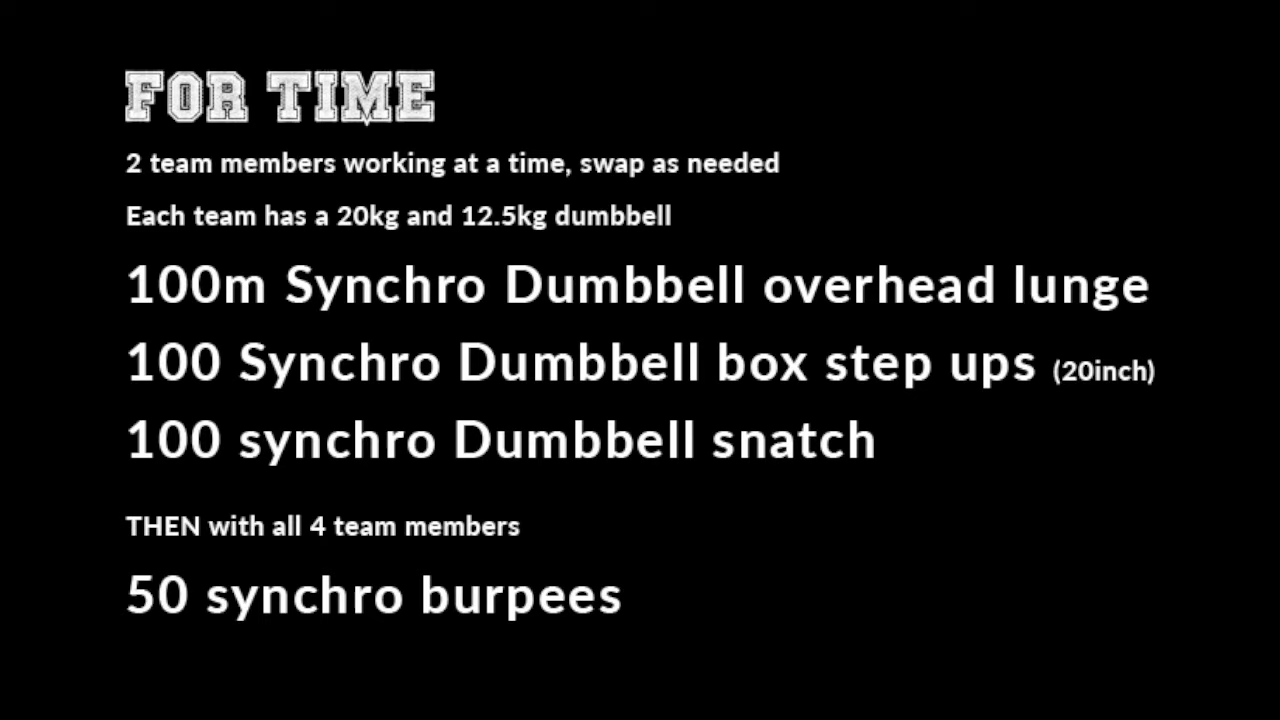 FOR TIME
2 team members working at a time, swap as needed
Each team has a 20kg and 12.5kg dumbbell
100m Synchro Dumbbell overhead lunge
100 Synchro Dumbbell box step ups (20inch)
100 synchro Dumbbell snatch
THEN with all 4 team members
50 synchro burpees